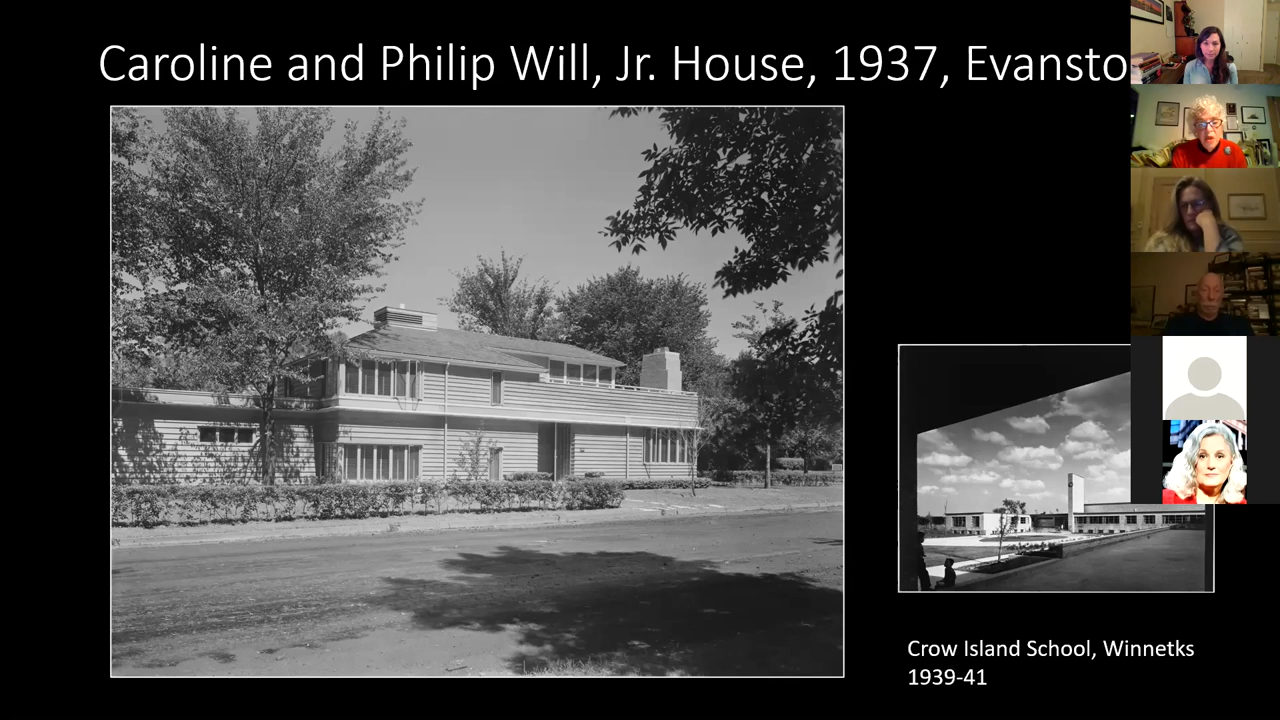 Caroline and Philip Will, Jr. House, 1937, Evansto
Crow Island School, Winnetks
1939-41